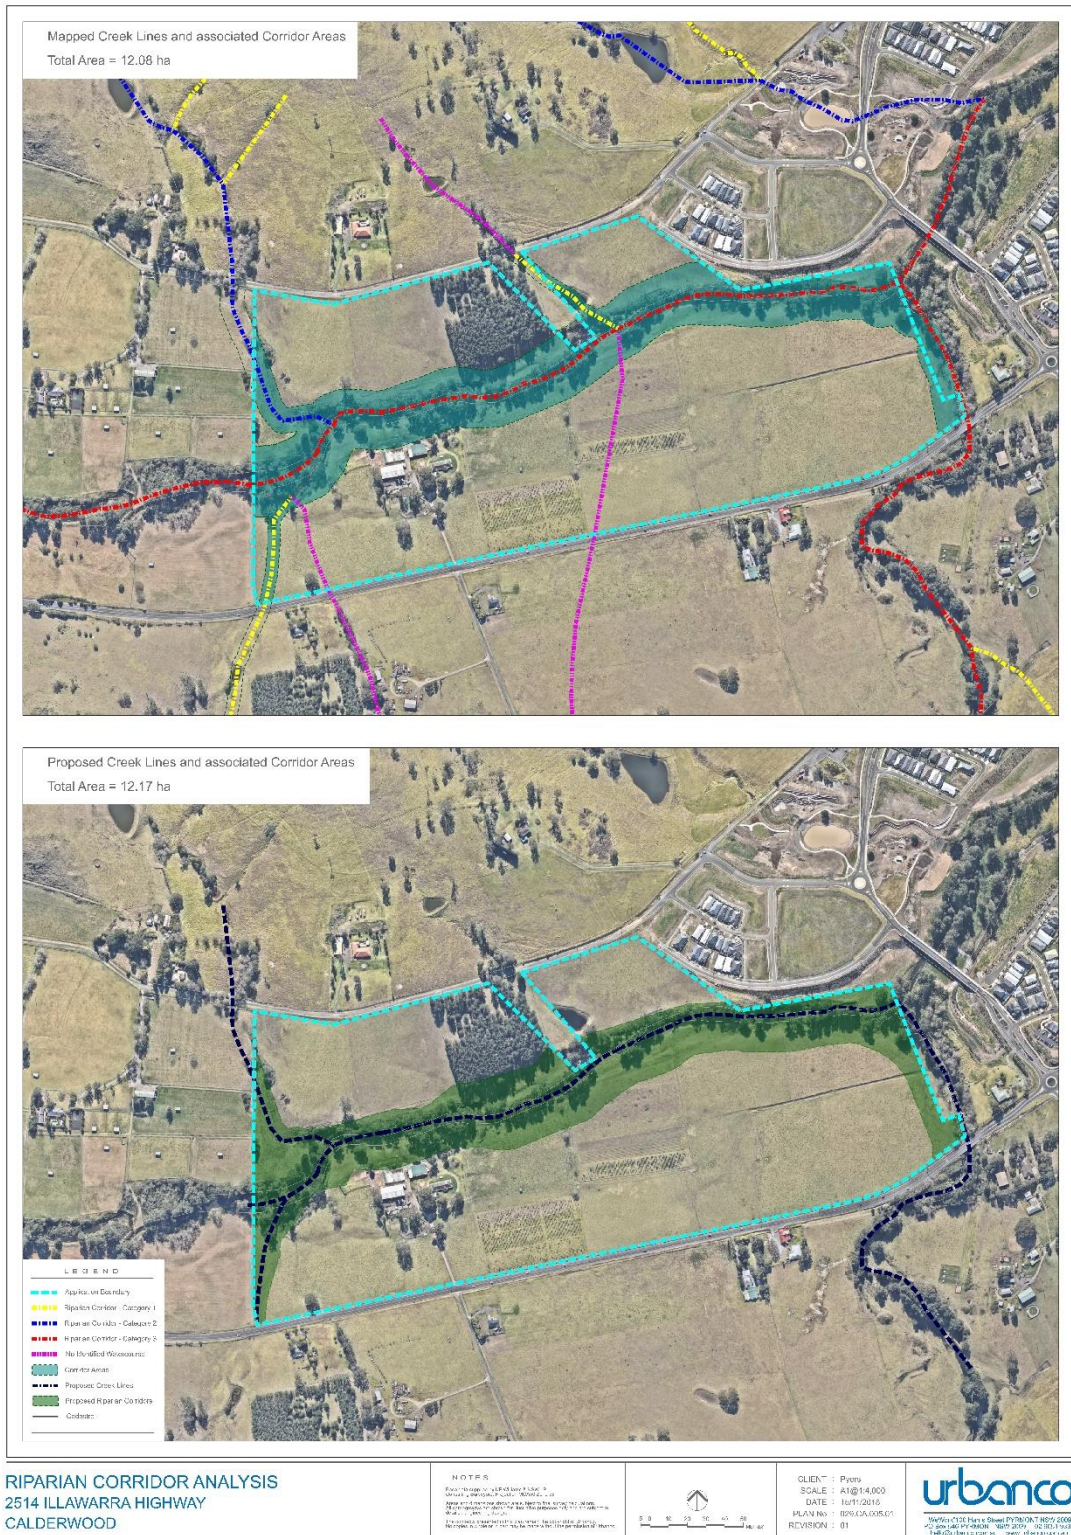 Mapped Creek Lines and associated Corridor Areas
Total Area = 12.08 ha
Proposed Creek Lines and associated Corridor Areas
Total Area = 12.17 ha
LEGEND
Application Boundary
Riparian Corridor - Category 1
Riparian Corridor - Category 2
Riparian Corridor - Category 3
No Identified Watercourse
Corridor Areas
Proposed Creek Lines
Proposed Riparian Corridors
Cadastre
RIPARIAN CORRIDOR ANALYSIS
2514 ILLAWARRA HIGHWAY
CALDERWOOD
NOTES
CLIENT :
SCALE : A1@1:4,000
DATE :
PLAN No :
REVISION : 01
urbanco